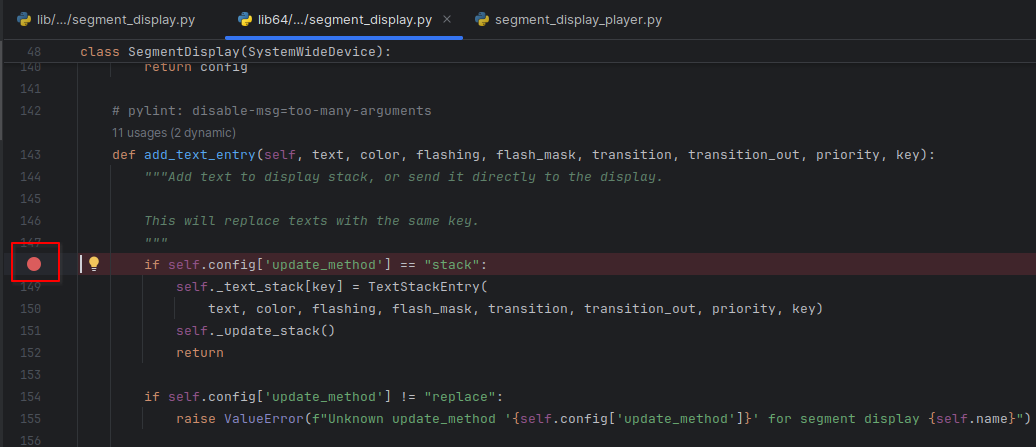 lib/.../segment_display.py lib64/.../segment_display.py × segment_display_player.py
48 class SegmentDisplay(SystemWideDevice):
140 return config
141
142 # pylint: disable-msg=too-many-arguments
11 usages (2 dynamic)
143 def add_text_entry(self, text, color, flashing, flash_mask, transition, transition_out, priority, key):
144 """Add text to display stack, or send it directly to the display.
145
146 This will replace texts with the same key.
147 """
if self.config['update_method'] == "stack":
149 self._text_stack[key] = TextStackEntry(
150 text, color, flashing, flash_mask, transition, transition_out, priority, key)
151 self._update_stack()
152 return
153
154 if self.config['update_method'] != "replace":
155 raise ValueError(f"Unknown update_method '{self.config['update_method']}' for segment display {self.name}")
156